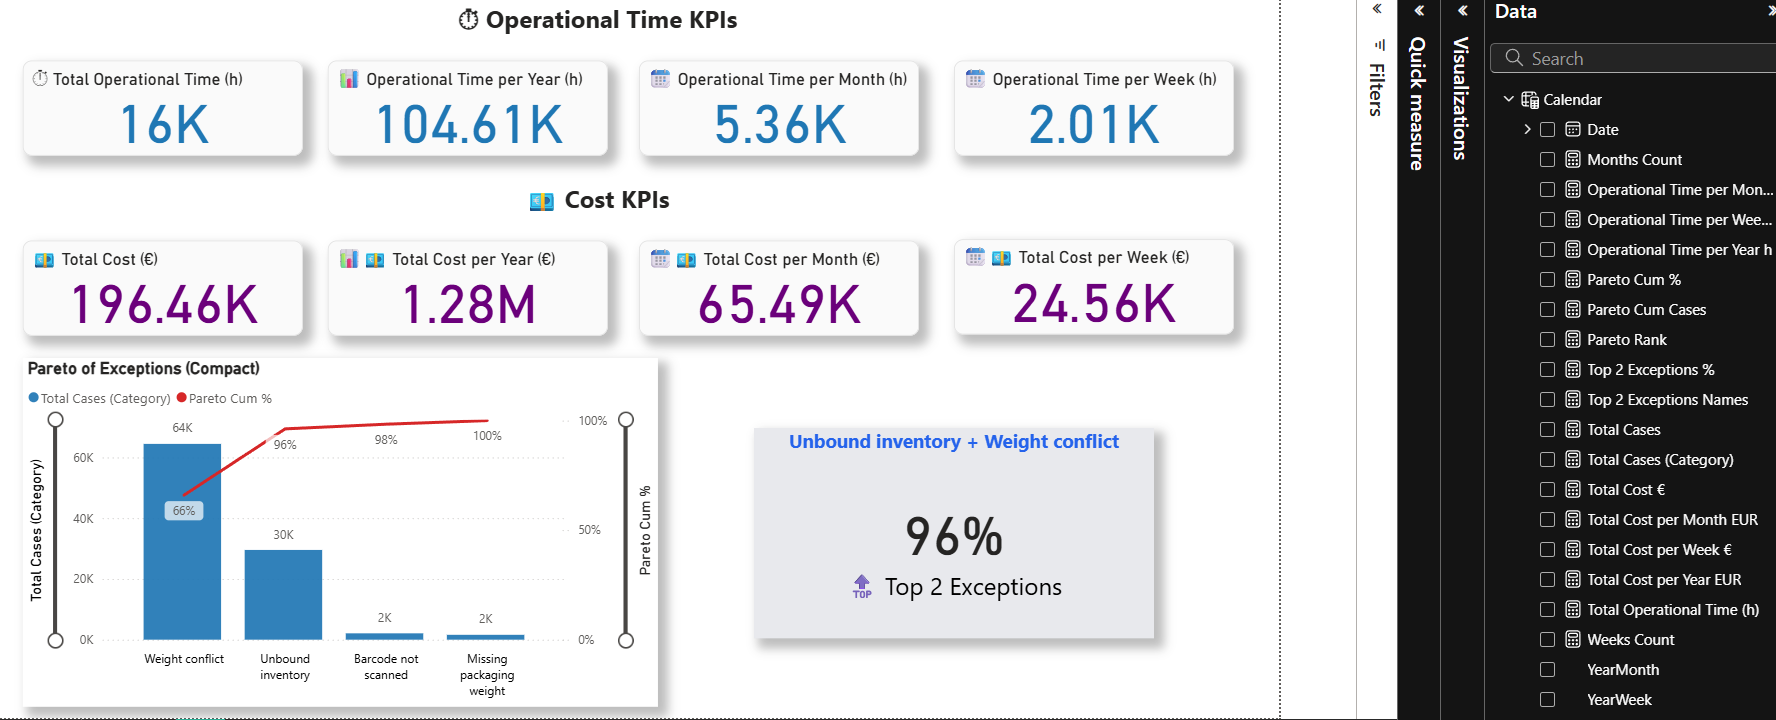 Operational Time KPIs
Total Operational Time (h)
16K
Operational Time per Year (h)
104.61K
Operational Time per Month (h)
5.36K
Operational Time per Week (h)
2.01K
Cost KPIs
Total Cost (€)
196.46K
Total Cost per Year (€)
1.28M
Total Cost per Month (€)
65.49K
Total Cost per Week (€)
24.56K
Pareto of Exceptions (Compact)
Total Cases (Category) Pareto Cum %
Total Cases (Category)
60K
40K
20K
0K
64K
30K
2K
2K
66%
96%
98%
100%
100%
50%
0%
Pareto Cum %
Weight conflict
Unbound
inventory
Barcode not
scanned
Missing
packaging
weight
Unbound inventory + Weight conflict
96%
TOP
Top 2 Exceptions
Filters
Quick measure
Visualizations
Data
Search
Calendar
Date
Months Count
Operational Time per Mon...
Operational Time per Wee...
Operational Time per Year h
Pareto Cum %
Pareto Cum Cases
Pareto Rank
Top 2 Exceptions %
Top 2 Exceptions Names
Total Cases
Total Cases (Category)
Total Cost €
Total Cost per Month EUR
Total Cost per Week €
Total Cost per Year EUR
Total Operational Time (h)
Weeks Count
YearMonth
YearWeek